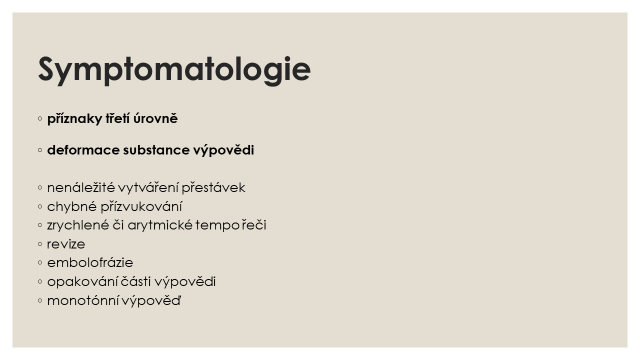 Symptomatologie
◦ příznaky třetí úrovně
◦ deformace substance výpovědi
◦ nenáležité vytváření přestávek
◦ chybné přízvukování
◦ zrychlené či arytmické tempo řeči
◦ revize
◦ embolofrázie
◦ opakování části výpovědi
◦ monotónní výpověď